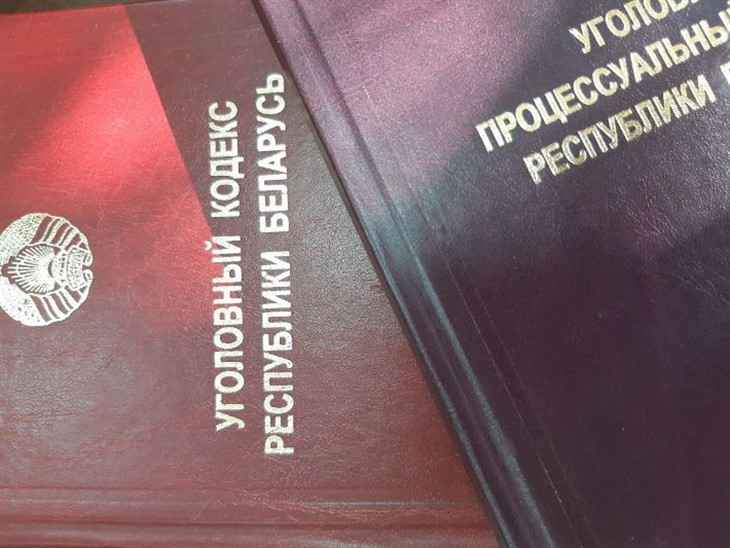 УГОЛОВНЫЙ КОДЕКС
РЕСПУБЛИКИ БЕЛАРУСЬ
ПРОЦЕССУАЛЬНЫЙ
РЕСПУБЛИКИ